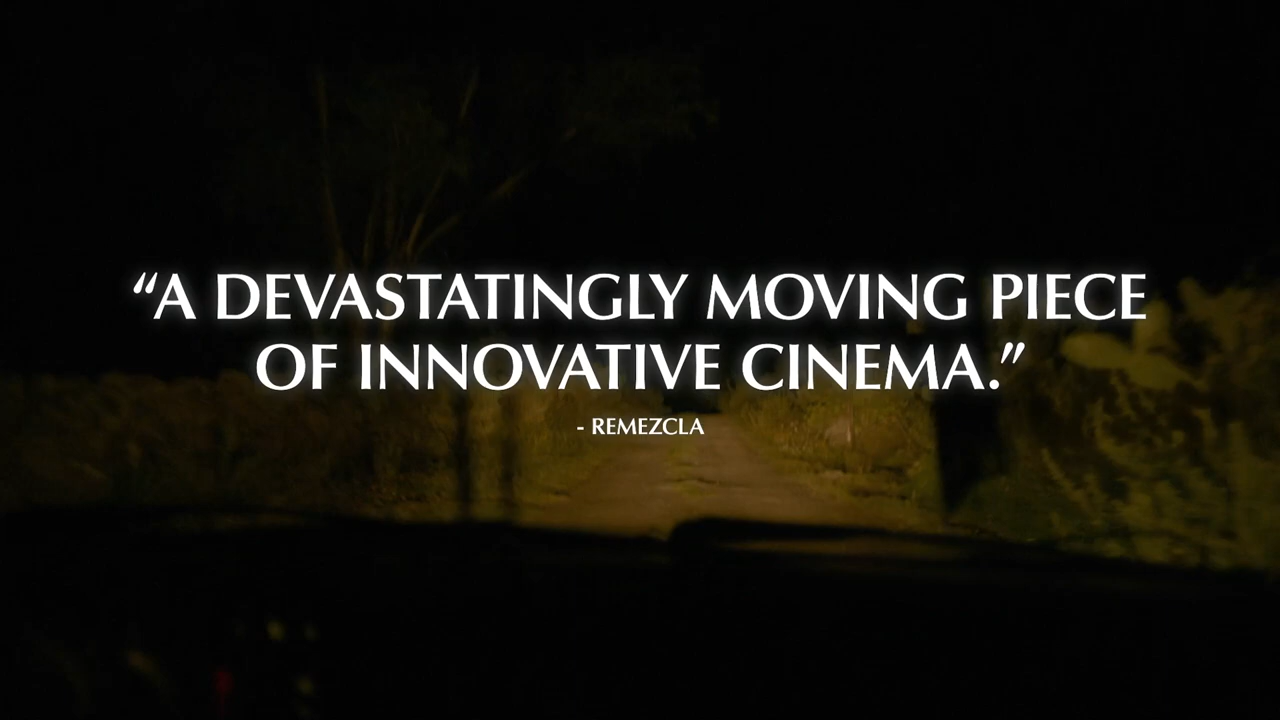 “A DEVASTATINGLY MOVING PIECE
OF INNOVATIVE CINEMA.”
- REMEZCLA